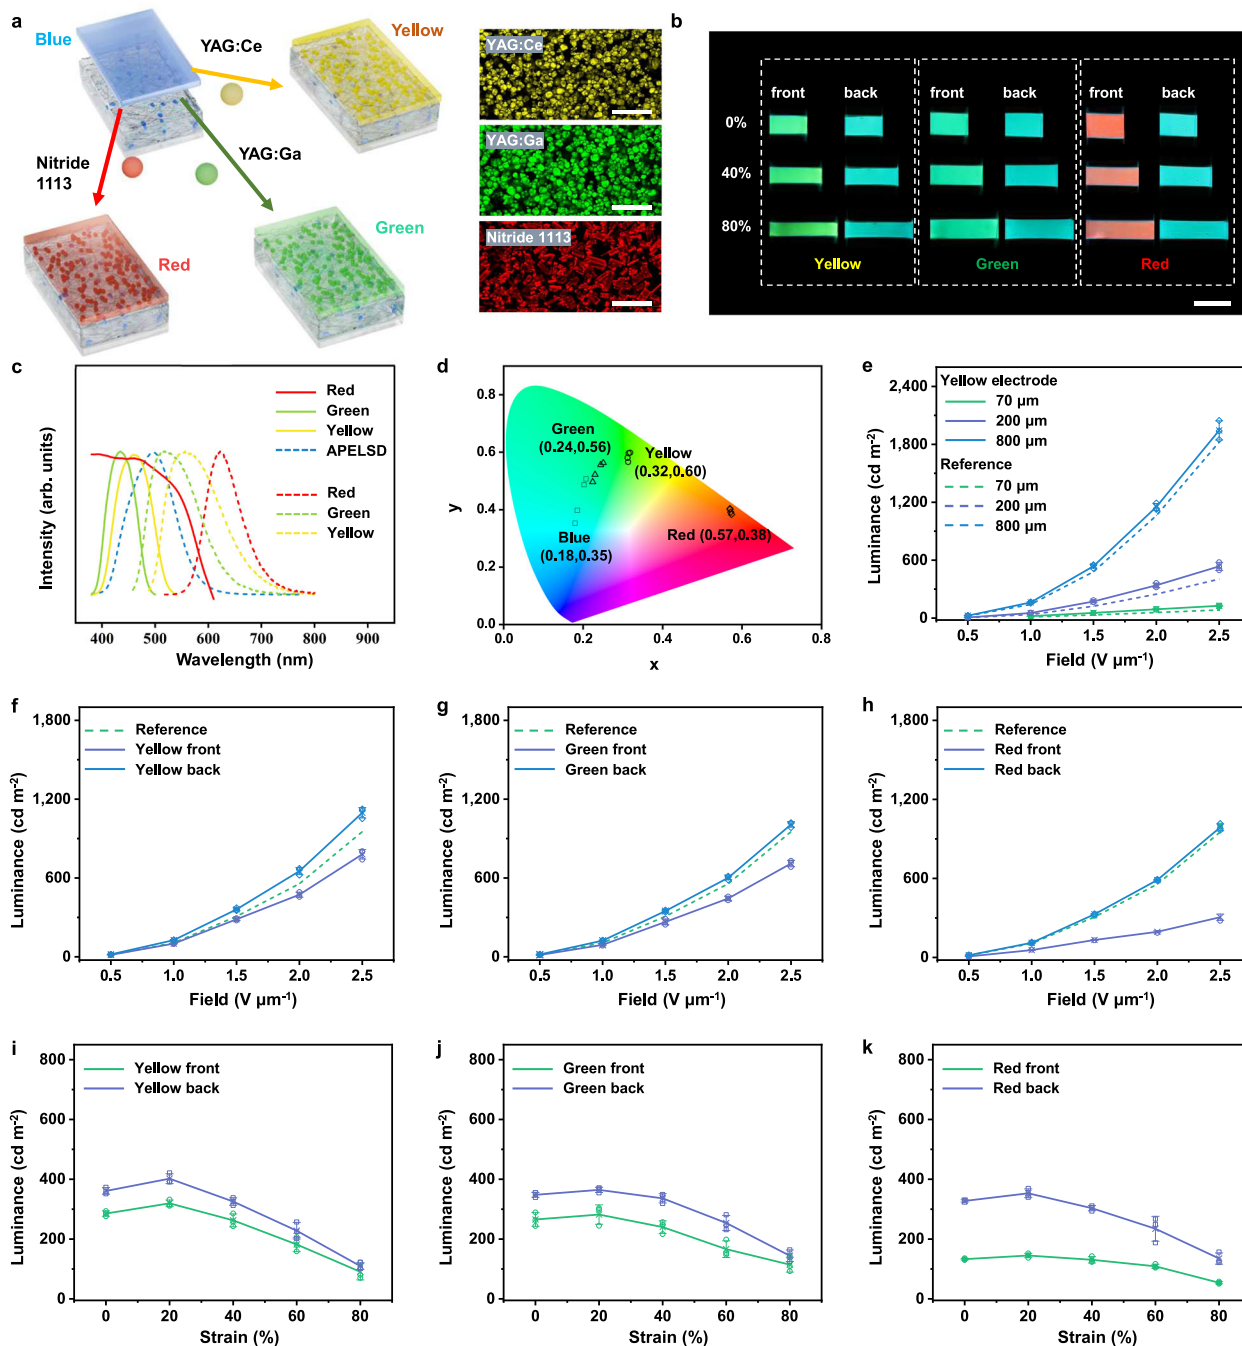 a
Blue
YAG:Ce
Yellow
Nitride
1113
YAG:Ga
Red
Green
YAG:Ce
YAG:Ga
Nitride 1113
b
front back front back front back
0%
40%
80%
Yellow Green Red
c
Red
Green
Yellow
APELSD
Red
Green
Yellow
Intensity (arb. units)
400 500 600 700 800 900
Wavelength (nm)
d
0.8
0.6
0.4
0.2
0.0
y
Green
(0.24,0.56)
Yellow
(0.32,0.60)
Blue
(0.18,0.35)
Red (0.57,0.38)
0.0 0.2 0.4 0.6 0.8
x
e
2,400
1,800
1,200
600
0
Luminance (cd m⁻²)
Yellow electrode
70 μm
200 μm
800 μm
Reference
70 μm
200 μm
800 μm
0.5 1.0 1.5 2.0 2.5
Field (V μm⁻¹)
f
1,800
1,200
600
0
Luminance (cd m⁻²)
Reference
Yellow front
Yellow back
0.5 1.0 1.5 2.0 2.5
Field (V μm⁻¹)
g
1,800
1,200
600
0
Luminance (cd m⁻²)
Reference
Green front
Green back
0.5 1.0 1.5 2.0 2.5
Field (V μm⁻¹)
h
1,800
1,200
600
0
Luminance (cd m⁻²)
Reference
Red front
Red back
0.5 1.0 1.5 2.0 2.5
Field (V μm⁻¹)
i
800
600
400
200
0
Luminance (cd m⁻²)
Yellow front
Yellow back
0 20 40 60 80
Strain (%)
j
800
600
400
200
0
Luminance (cd m⁻²)
Green front
Green back
0 20 40 60 80
Strain (%)
k
800
600
400
200
0
Luminance (cd m⁻²)
Red front
Red back
0 20 40 60 80
Strain (%)